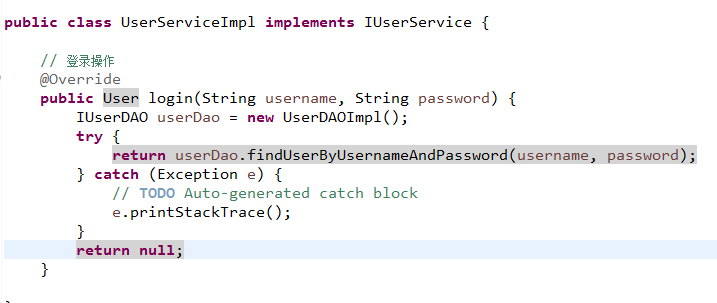 public class UserServiceImpl implements IUserService {
// 登录操作
@Override
public User login(String username, String password) {
IUserDAO userDao = new UserDAOImpl();
try {
return userDao.findUserByUsernameAndPassword(username, password);
} catch (Exception e) {
// TODO Auto-generated catch block
e.printStackTrace();
}
return null;
}